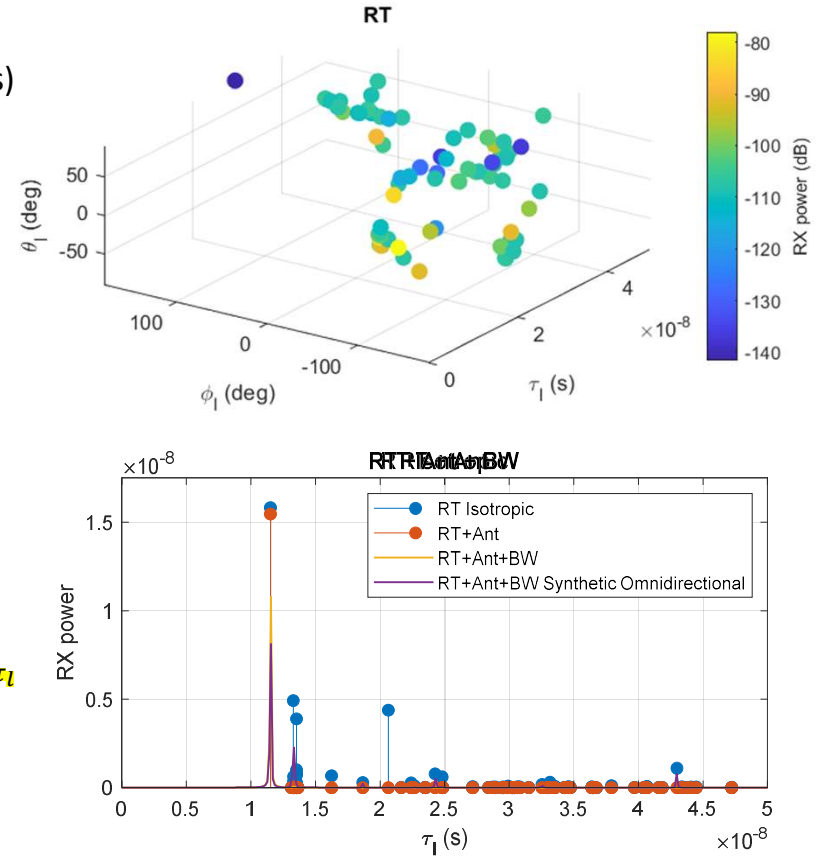 RT
s)
-80
-90
-100
-110
-120
-130
-140
RX power (dB)
50
0
-50
θl (deg)
100
0
-100
ϕl (deg)
0
2
4
×10-8
τl (s)
×10-8
RT Isotropic
RT+Ant
RT+Ant+BW
RT+Ant+BW Synthetic Omnidirectional
1.5
1
0.5
0
RX power
τl
0 0.5 1 1.5 2 2.5 3 3.5 4 4.5 5
τl (s)
×10-8